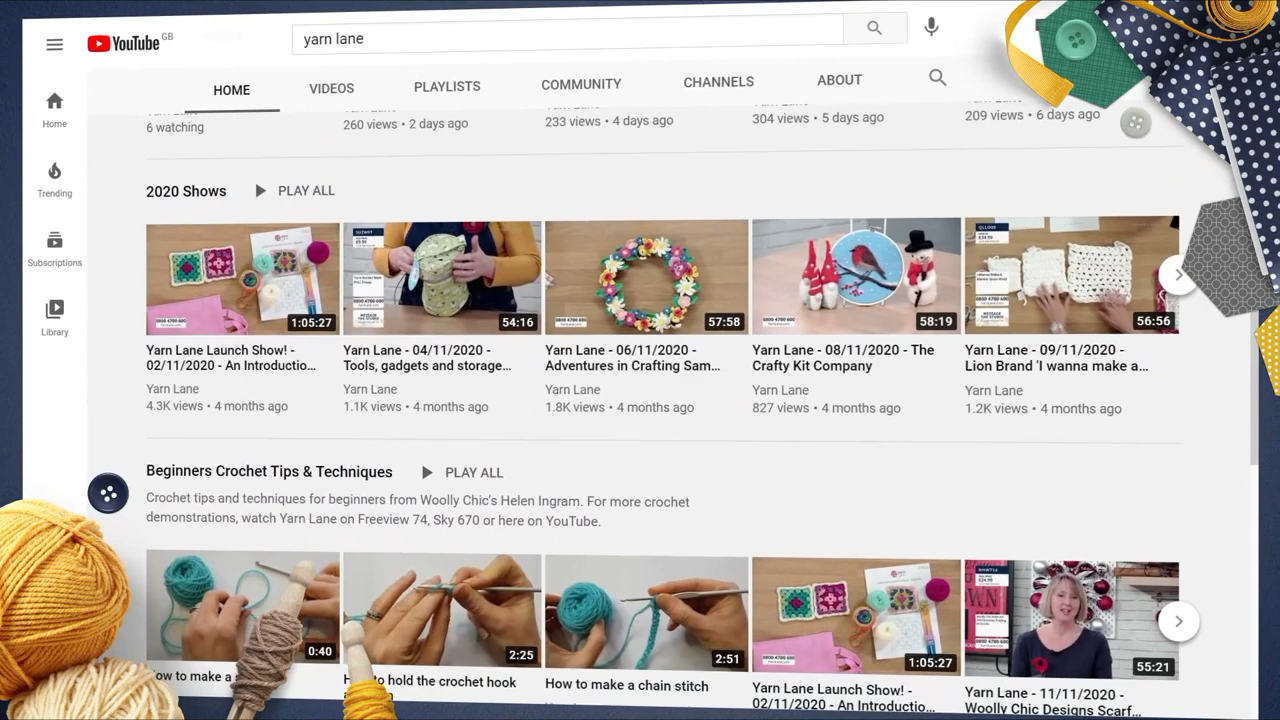 YouTube GB
yarn lane
HOME VIDEOS PLAYLISTS COMMUNITY CHANNELS ABOUT
Home
Trending
Subscriptions
Library
6 watching
260 views • 2 days ago
233 views • 4 days ago
304 views • 5 days ago
209 views • 6 days ago
2020 Shows PLAY ALL
1:05:27
Yarn Lane Launch Show! -
02/11/2020 - An Introductio...
Yarn Lane
4.3K views • 4 months ago
54:16
Yarn Lane - 04/11/2020 -
Tools, gadgets and storage...
Yarn Lane
1.1K views • 4 months ago
57:58
Yarn Lane - 06/11/2020 -
Adventures in Crafting Sam...
Yarn Lane
1.8K views • 4 months ago
58:19
Yarn Lane - 08/11/2020 - The
Crafty Kit Company
Yarn Lane
827 views • 4 months ago
56:56
Yarn Lane - 09/11/2020 -
Lion Brand 'I wanna make a...
Yarn Lane
1.2K views • 4 months ago
Beginners Crochet Tips & Techniques PLAY ALL
Crochet tips and techniques for beginners from Woolly Chic's Helen Ingram. For more crochet
demonstrations, watch Yarn Lane on Freeview 74, Sky 670 or here on YouTube.
0:40
to make a
2:25
to hold the crochet hook
2:51
How to make a chain stitch
1:05:27
Yarn Lane Launch Show! -
02/11/2020 - An Introductio...
55:21
Yarn Lane - 11/11/2020 -
Woolly Chic Designs Scarf...